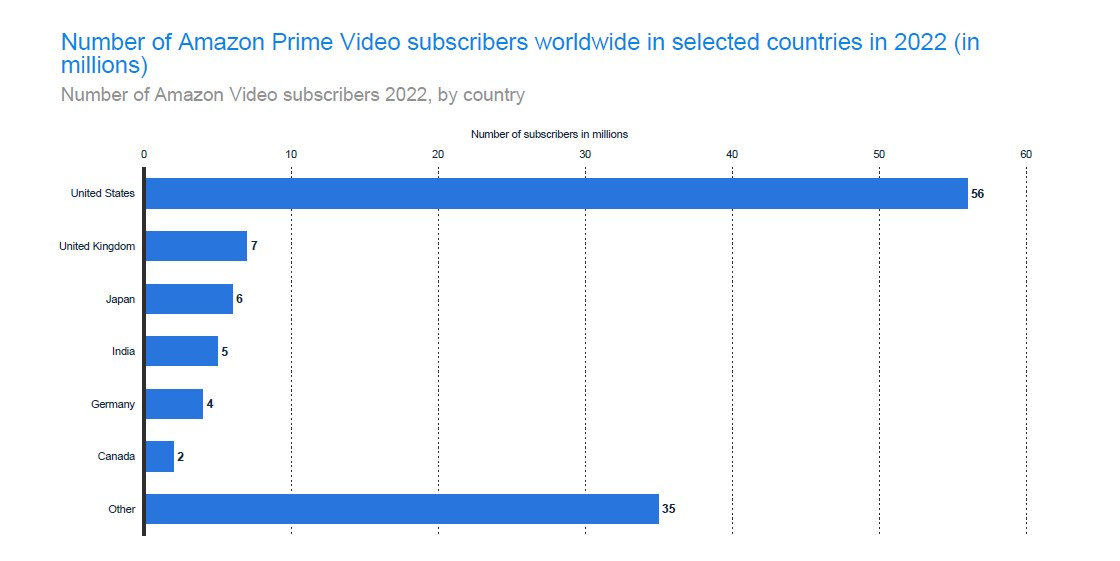 Number of Amazon Prime Video subscribers worldwide in selected countries in 2022 (in
millions)
Number of Amazon Video subscribers 2022, by country
Number of subscribers in millions
0 10 20 30 40 50 60
United States 56
United Kingdom 7
Japan 6
India 5
Germany 4
Canada 2
Other 35